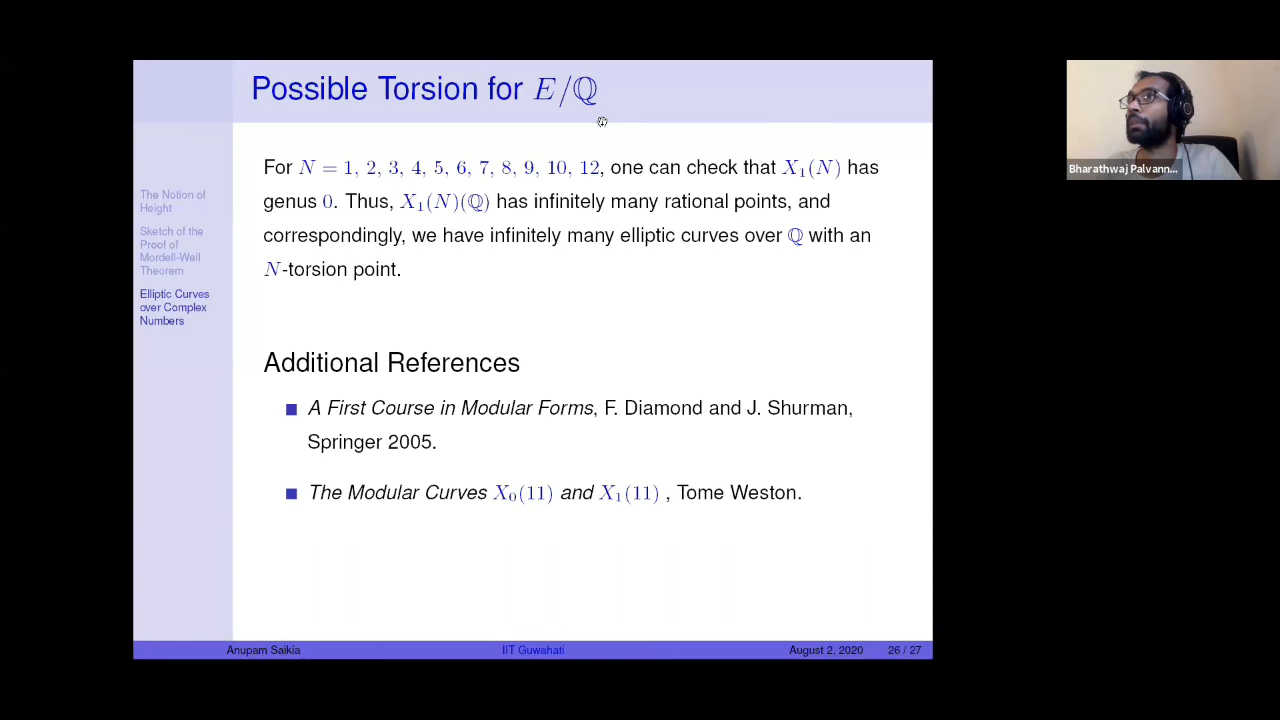 Possible Torsion for E/ℚ
For N = 1, 2, 3, 4, 5, 6, 7, 8, 9, 10, 12, one can check that X₁(N) has
genus 0. Thus, X₁(N)(ℚ) has infinitely many rational points, and
correspondingly, we have infinitely many elliptic curves over ℚ with an
N-torsion point.
The Notion of
Height
Sketch of the
Proof of
Mordell-Weil
Theorem
Elliptic Curves
over Complex
Numbers
Additional References
A First Course in Modular Forms, F. Diamond and J. Shurman,
Springer 2005.
The Modular Curves X₀(11) and X₁(11) , Tome Weston.
Anupam Saikia IIT Guwahati August 2, 2020 26 / 27
Bharathwaj Palvann...